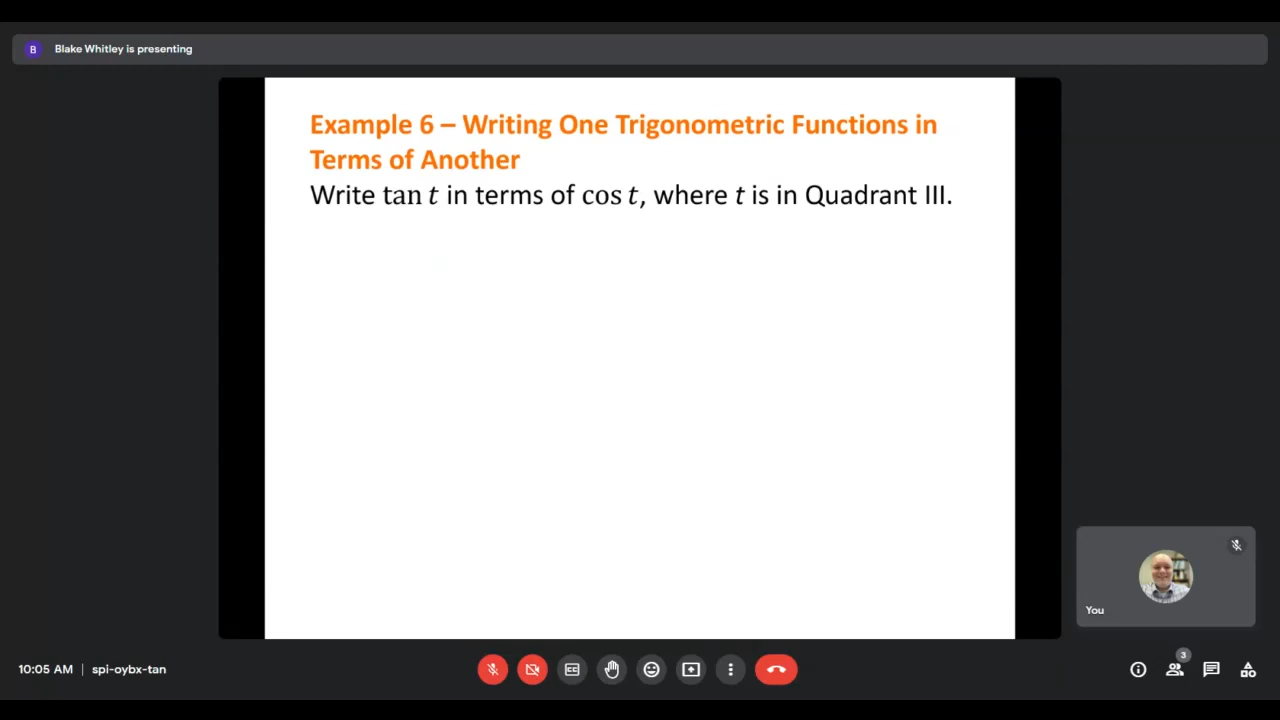 B Blake Whitley is presenting
Example 6 – Writing One Trigonometric Functions in
Terms of Another
Write tan t in terms of cos t, where t is in Quadrant III.
You
3
10:05 AM | spi-oybx-tan
CC